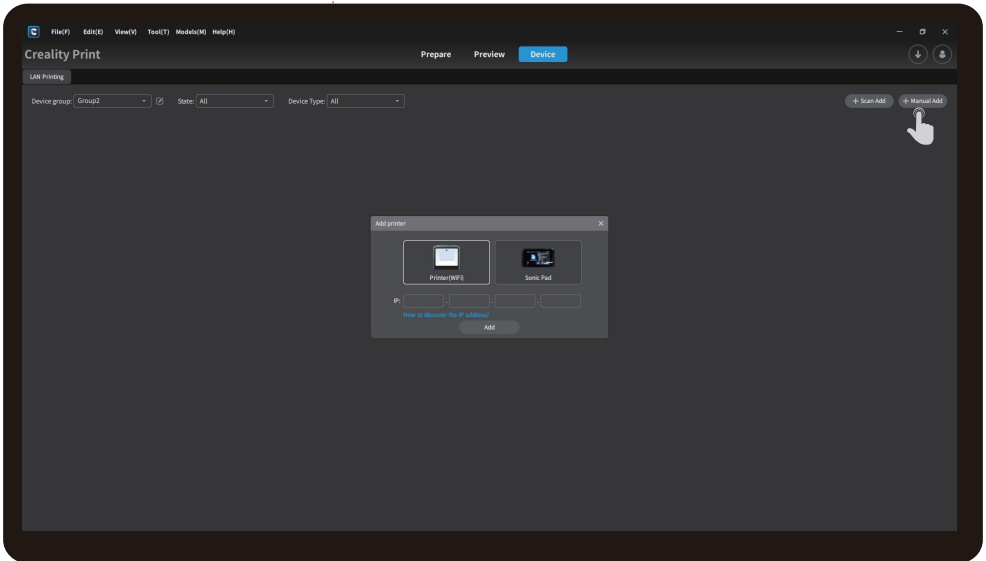 File(F) Edit(E) View(V) Tool(T) Models(M) Help(H)
Creality Print Prepare Preview Device
LAN Printing
Device group: Group2 State: All Device Type: All + Scan Add + Manual Add
Add printer
Printer(WiFi) Sonic Pad
IP: . . .
How to discover the IP address?
Add